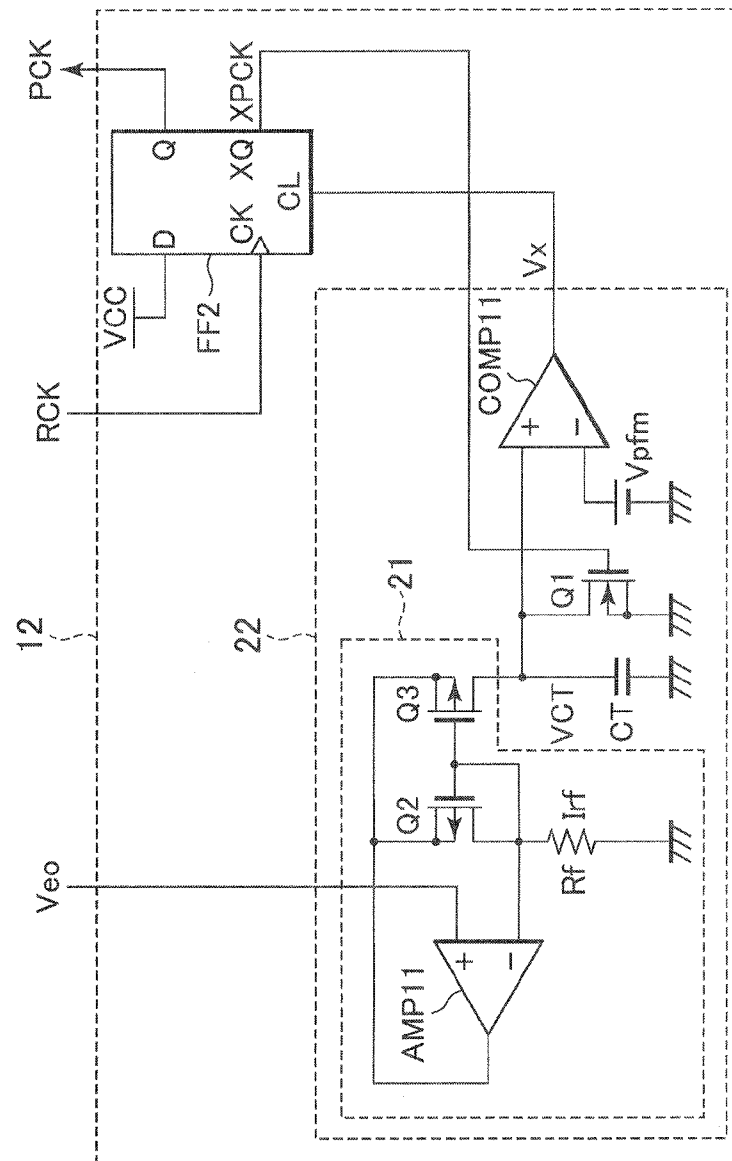 12
Veo
RCK
PCK
VCC
D
Q
FF2
CK
XQ
XPCK
CL
22
21
Vx
AMP11
+
−
Q2
Q3
Rf
Irf
VCT
CT
Q1
COMP11
+
−
Vpfm